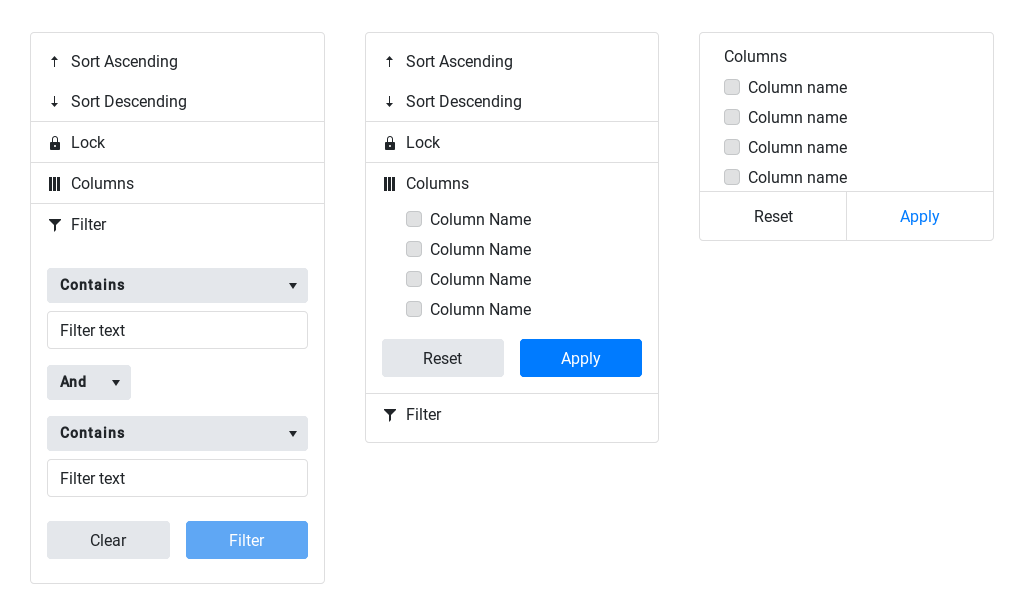 Sort Ascending
Sort Descending
Lock
Columns
Filter
Contains
Filter text
And
Contains
Filter text
Clear
Filter
Sort Ascending
Sort Descending
Lock
Columns
Column Name
Column Name
Column Name
Column Name
Reset
Apply
Filter
Columns
Column name
Column name
Column name
Column name
Reset
Apply